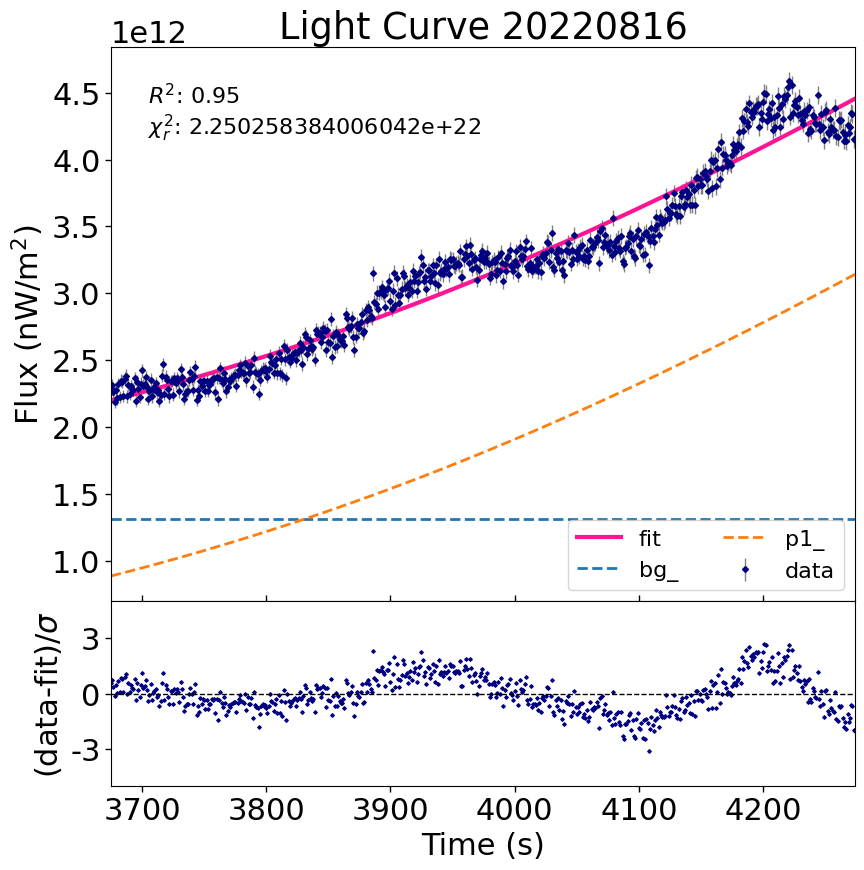 Light Curve 20220816
1e12
R²: 0.95
χ²ᵣ: 2.250258384006042e+22
4.5
4.0
3.5
3.0
2.5
2.0
1.5
1.0
Flux (nW/m²)
fit
bg_
p1_
data
3
0
-3
(data-fit)/σ
3700 3800 3900 4000 4100 4200
Time (s)